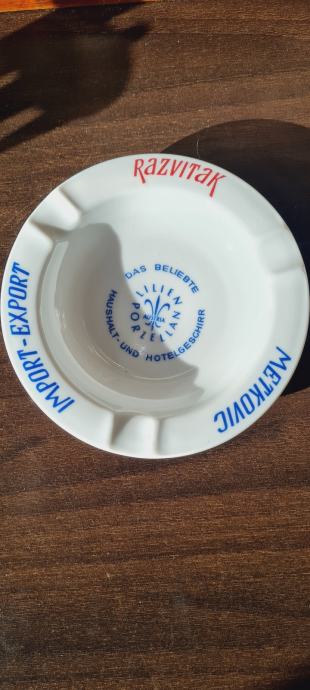 RAZVITAK
IMPORT-EXPORT
METKOVIC
DAS BELIEBTE
HAUSHALT- UND HOTELGESCHIRR
LILIEN
AUSTRIA
PORZELLAN